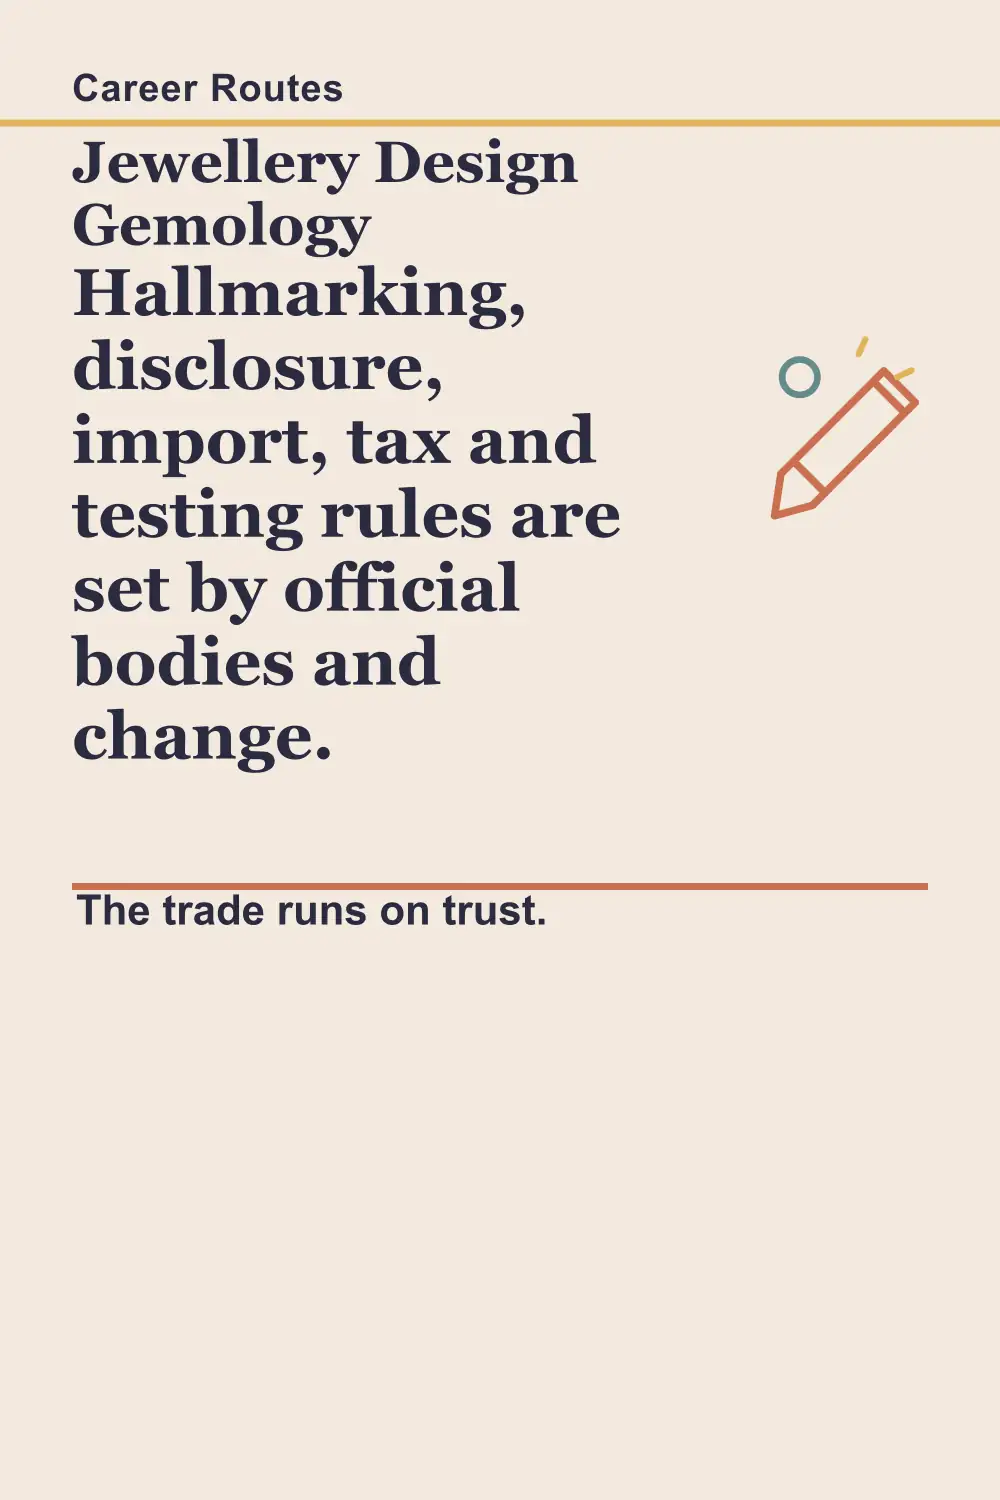 Career Routes
Jewellery Design
Gemology
Hallmarking,
disclosure,
import, tax and
testing rules are
set by official
bodies and
change.
The trade runs on trust.